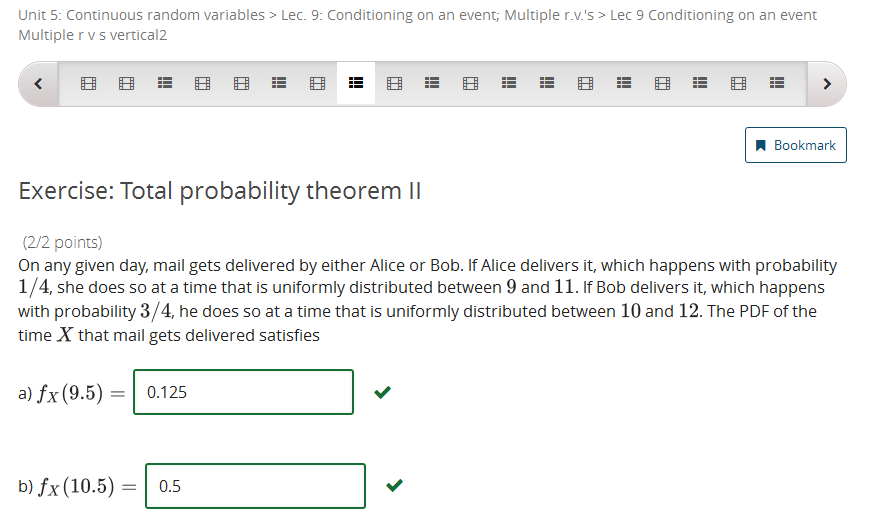 Unit 5: Continuous random variables > Lec. 9: Conditioning on an event; Multiple r.v.'s > Lec 9 Conditioning on an event
Multiple r v s vertical2
Bookmark
Exercise: Total probability theorem II
(2/2 points)
On any given day, mail gets delivered by either Alice or Bob. If Alice delivers it, which happens with probability
1/4, she does so at a time that is uniformly distributed between 9 and 11. If Bob delivers it, which happens
with probability 3/4, he does so at a time that is uniformly distributed between 10 and 12. The PDF of the
time X that mail gets delivered satisfies
a) fX(9.5) = 0.125
b) fX(10.5) = 0.5